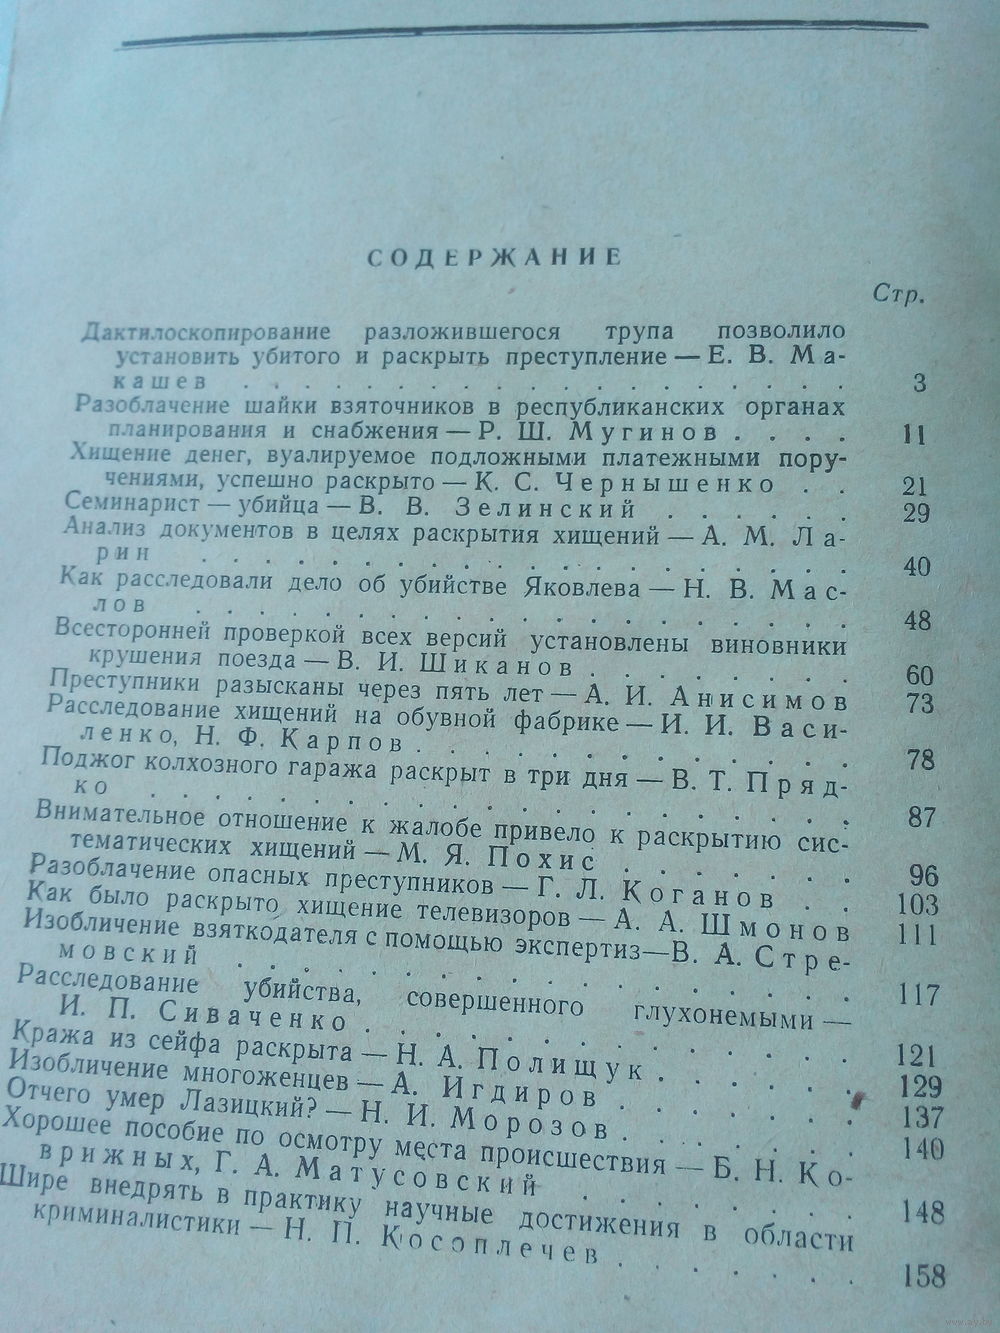 СОДЕРЖАНИЕ
Стр.
Дактилоскопирование разложившегося трупа позволило
установить убитого и раскрыть преступление — Е. В. Ма-
кашев . . . . . . . . . . . . . . . . . . 3
Разоблачение шайки взяточников в республиканских органах
планирования и снабжения — Р. Ш. Мугинов . . . . 11
Хищение денег, вуалируемое подложными платежными пору-
чениями, успешно раскрыто — К. С. Чернышенко . . 21
Семинарист — убийца — В. В. Зелинский . . . . . . 29
Анализ документов в целях раскрытия хищений — А. М. Ла-
рин . . . . . . . . . . . . . . . . . . . 40
Как расследовали дело об убийстве Яковлева — Н. В. Мас-
лов . . . . . . . . . . . . . . . . . . . 48
Всесторонней проверкой всех версий установлены виновники
крушения поезда — В. И. Шиканов . . . . . . . . 60
Преступники разысканы через пять лет — А. И. Анисимов 73
Расследование хищений на обувной фабрике — И. И. Васи-
ленко, Н. Ф. Карпов . . . . . . . . . . . . . 78
Поджог колхозного гаража раскрыт в три дня — В. Т. Пряд-
ко . . . . . . . . . . . . . . . . . . . . 87
Внимательное отношение к жалобе привело к раскрытию сис-
тематических хищений — М. Я. Похис . . . . . . . 96
Разоблачение опасных преступников — Г. Л. Коганов . . 103
Как было раскрыто хищение телевизоров — А. А. Шмонов 111
Изобличение взяткодателя с помощью экспертиз—В. А. Стре-
мовский . . . . . . . . . . . . . . . . . . 117
Расследование убийства, совершенного глухонемыми —
И. П. Сиваченко . . . . . . . . . . . . . . . 121
Кража из сейфа раскрыта — Н. А. Полищук . . . . . . 129
Изобличение многоженцев — А. Игдиров . . . . . . . 137
Отчего умер Лазицкий? — Н. И. Морозов . . . . . . . 140
Хорошее пособие по осмотру места происшествия — Б. Н. Ко-
врижных, Г. А. Матусовский . . . . . . . . . 148
Шире внедрять в практику научные достижения в области
криминалистики — Н. П. Косоплечев . . . . . . . 158